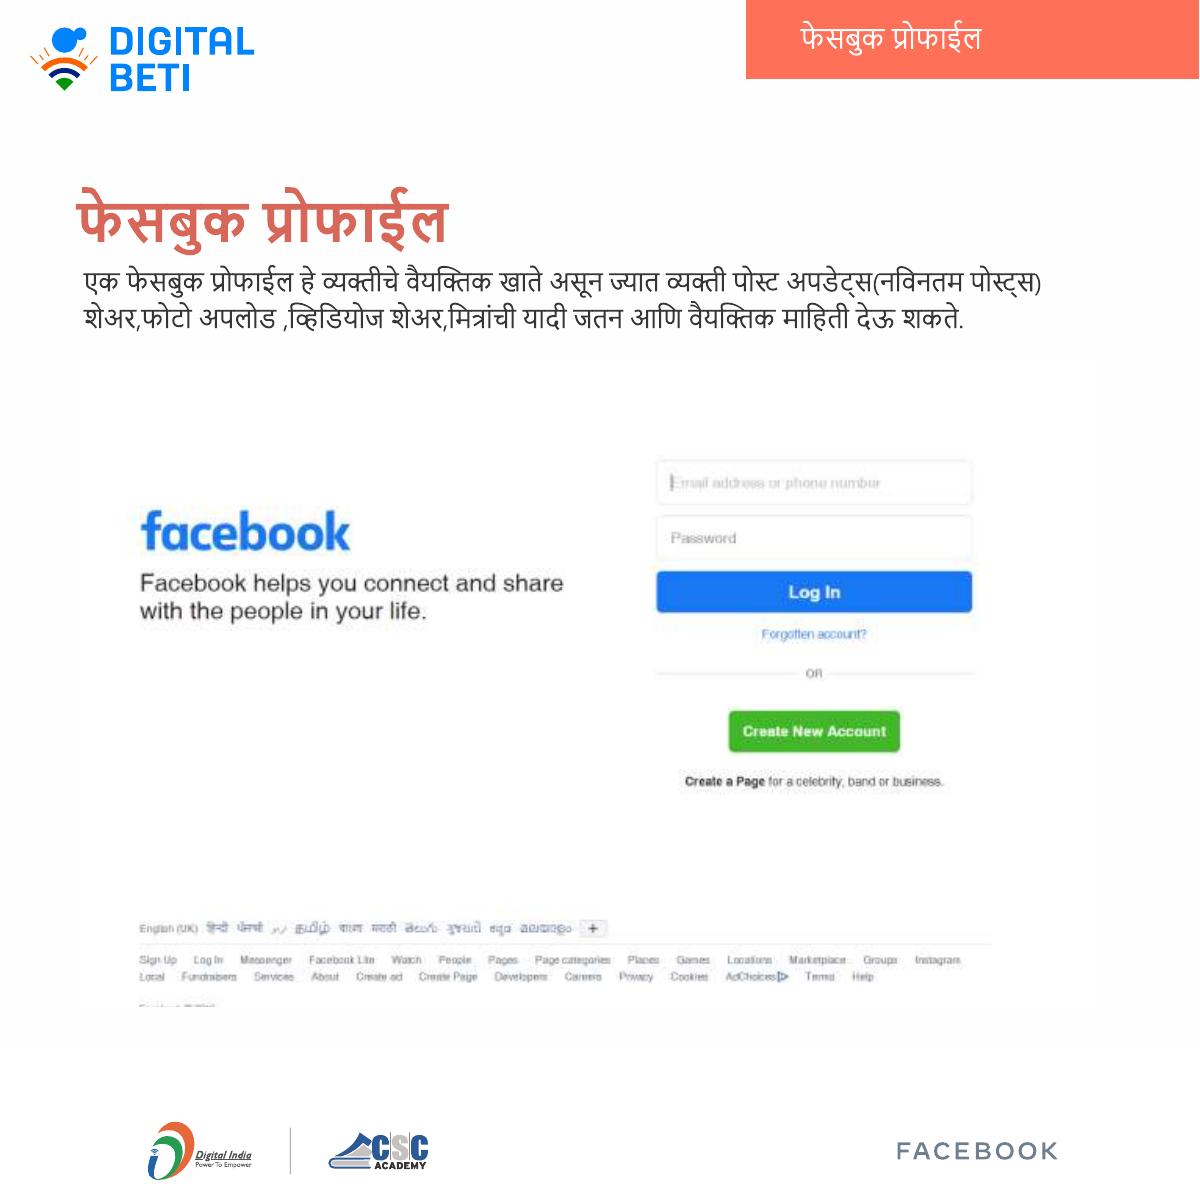 DIGITAL
BETI
फेसबुक प्रोफाईल
फेसबुक प्रोफाईल
एक फेसबुक प्रोफाईल हे व्यक्तीचे वैयक्तिक खाते असून ज्यात व्यक्ती पोस्ट अपडेट्स(नविनतम पोस्ट्स)
शेअर,फोटो अपलोड ,व्हिडियोज शेअर,मित्रांची यादी जतन आणि वैयक्तिक माहिती देऊ शकते.
Email address or phone number
facebook
Password
Facebook helps you connect and share
with the people in your life.
Log In
Forgotten account?
OR
Create New Account
Create a Page for a celebrity, band or business.
English (UK) हिन्दी ਪੰਜਾਬੀ اردو தமிழ் বাংলা मराठी తెలుగు ગુજરાતી ಕನ್ನಡ മലയാളം +
Sign Up Log In Messenger Facebook Lite Watch People Pages Page categories Places Games Locations Marketplace Groups Instagram
Local Fundraisers Services About Create ad Create Page Developers Careers Privacy Cookies AdChoices Terms Help
Digital India
Power To Empower
CSC
ACADEMY
FACEBOOK